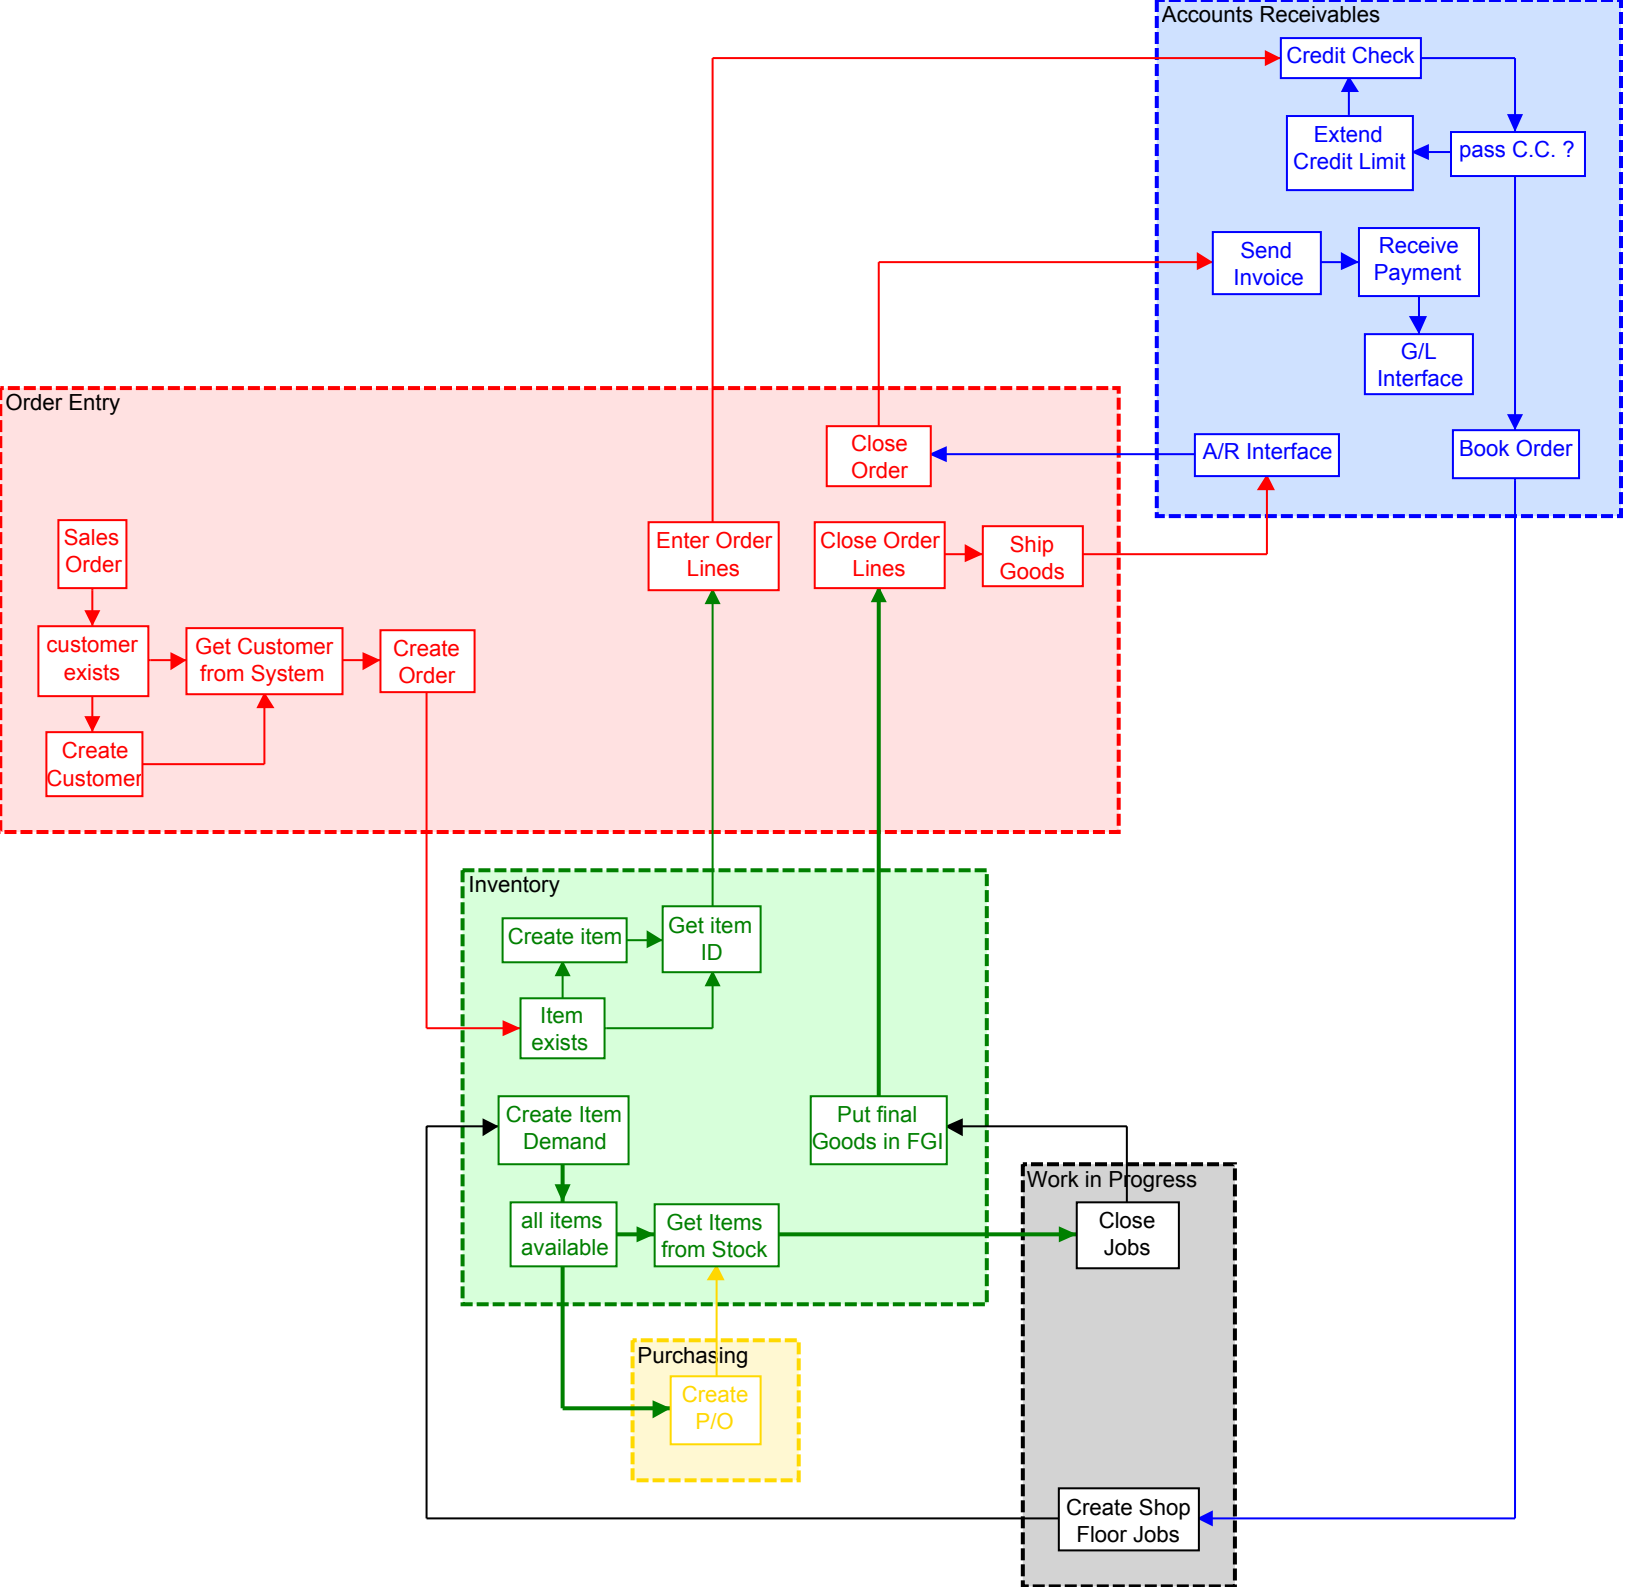 Accounts Receivables
Credit Check
Extend
Credit Limit
pass C.C. ?
Send
Invoice
Receive
Payment
G/L
Interface
A/R Interface
Book Order
Order Entry
Close
Order
Sales
Order
Enter Order
Lines
Close Order
Lines
Ship
Goods
customer
exists
Get Customer
from System
Create
Order
Create
Customer
Inventory
Create item
Get item
ID
Item
exists
Create Item
Demand
Put final
Goods in FGI
all items
available
Get Items
from Stock
Work in Progress
Close
Jobs
Purchasing
Create
P/O
Create Shop
Floor Jobs